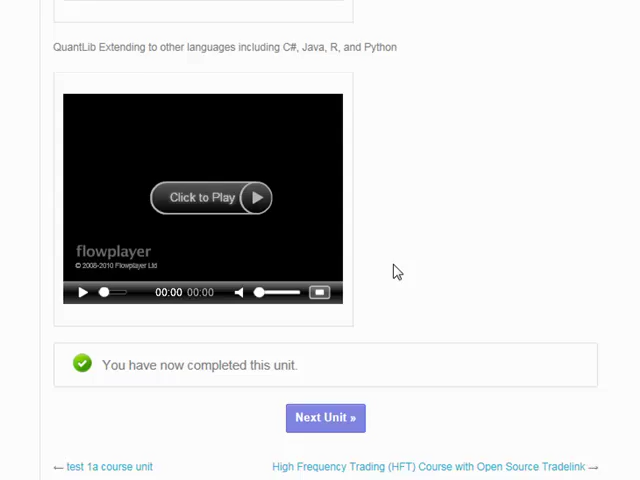 QuantLib Extending to other languages including C#, Java, R, and Python
Click to Play
flowplayer
© 2008-2010 Flowplayer Ltd
00:00 00:00
You have now completed this unit.
Next Unit »
← test 1a course unit
High Frequency Trading (HFT) Course with Open Source Tradelink →